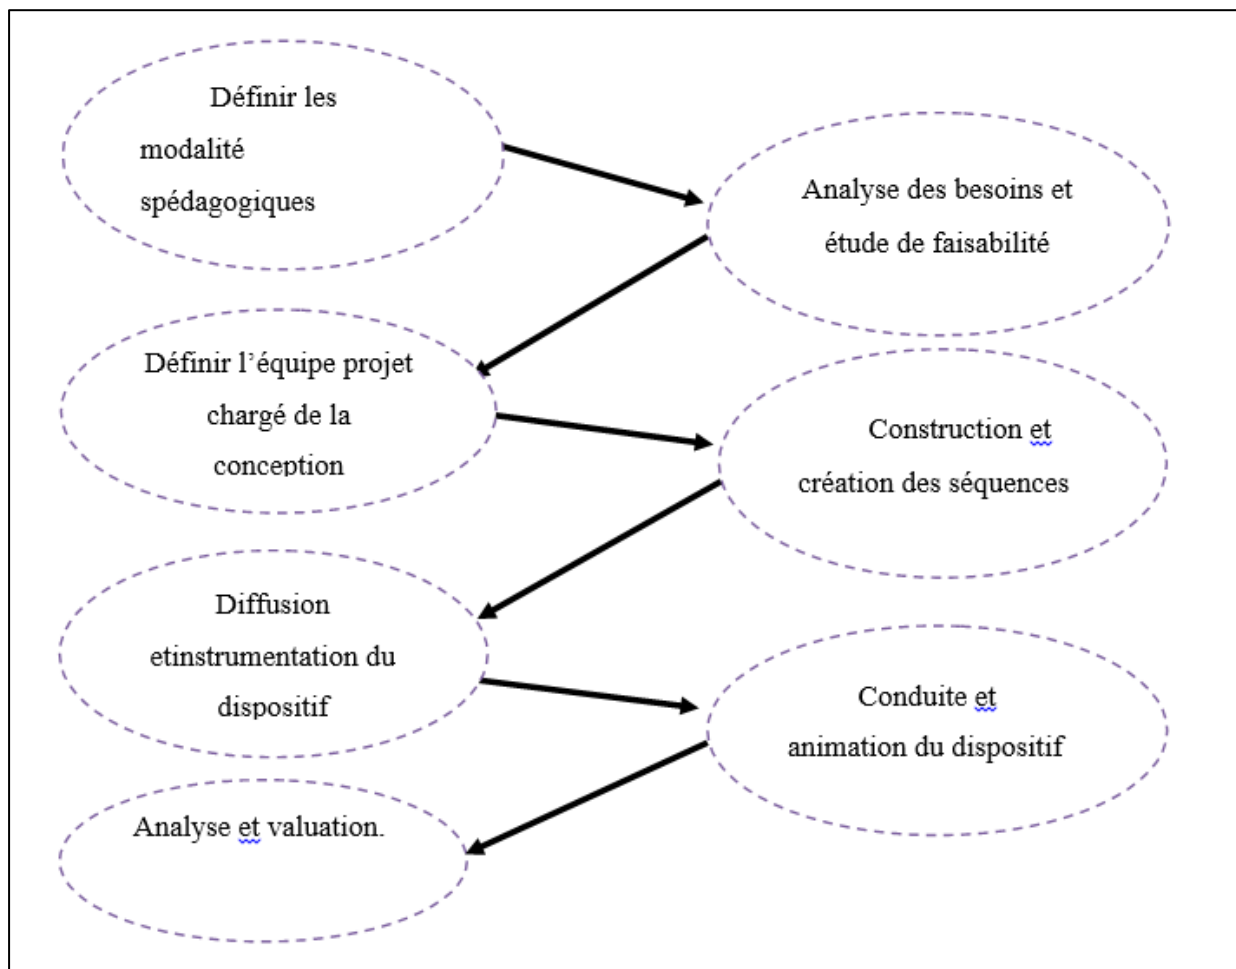 Définir les
modalité
spédagogiques
Analyse des besoins et
étude de faisabilité
Définir l’équipe projet
chargé de la
conception
Construction et
création des séquences
Diffusion
etinstrumentation du
dispositif
Conduite et
animation du dispositif
Analyse et valuation.